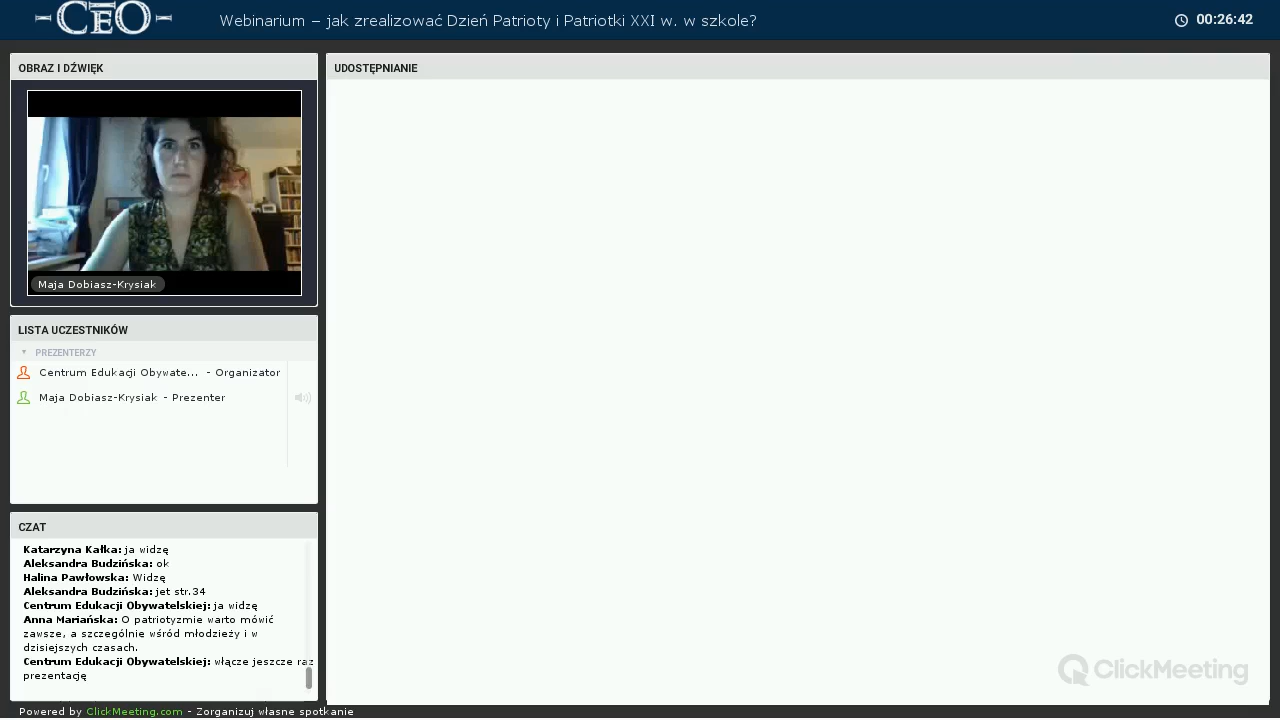 CEO
Webinarium – jak zrealizować Dzień Patrioty i Patriotki XXI w. w szkole?
00:26:42
OBRAZ I DŹWIĘK
Maja Dobiasz-Krysiak
LISTA UCZESTNIKÓW
PREZENTERZY
Centrum Edukacji Obywate... - Organizator
Maja Dobiasz-Krysiak - Prezenter
CZAT
Katarzyna Kałka: ja widzę
Aleksandra Budzińska: ok
Halina Pawłowska: Widzę
Aleksandra Budzińska: jet str.34
Centrum Edukacji Obywatelskiej: ja widzę
Anna Mariańska: O patriotyzmie warto mówić
zawsze, a szczególnie wśród młodzieży i w
dzisiejszych czasach.
Centrum Edukacji Obywatelskiej: włącze jeszcze raz
prezentację
UDOSTĘPNIANIE
ClickMeeting
Powered by ClickMeeting.com - Zorganizuj własne spotkanie